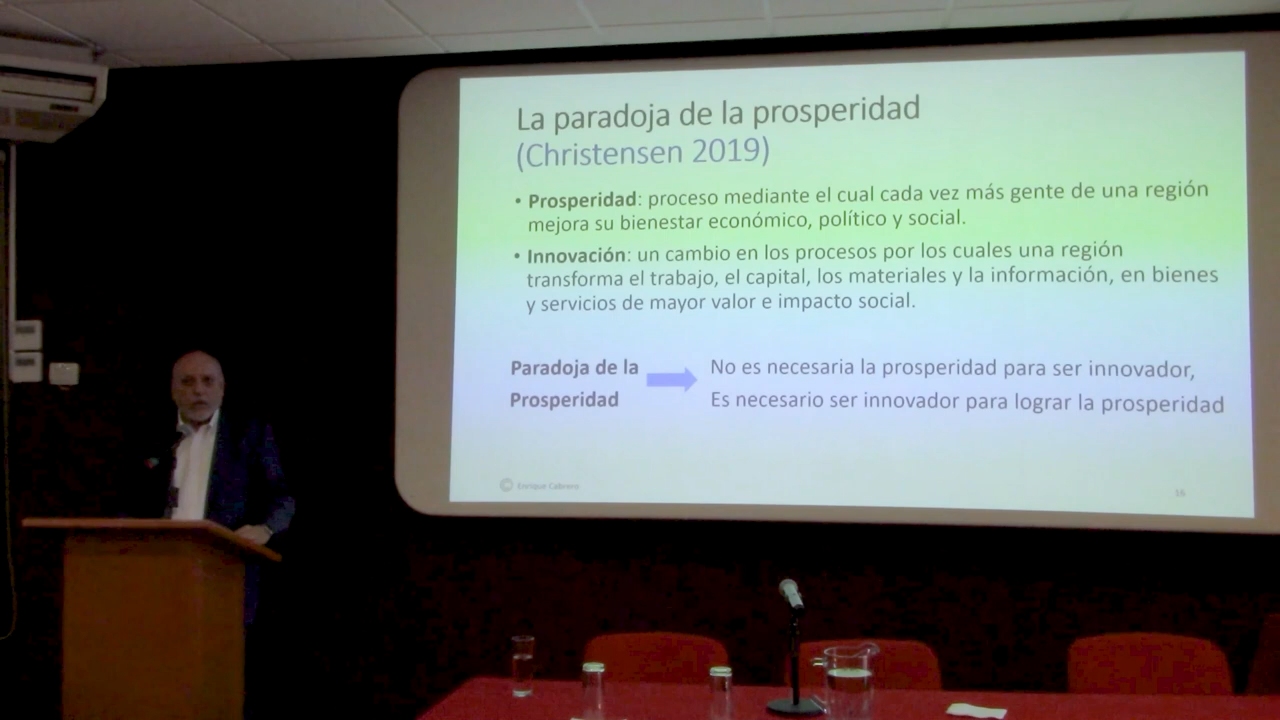 La paradoja de la prosperidad
(Christensen 2019)
• Prosperidad: proceso mediante el cual cada vez más gente de una región
mejora su bienestar económico, político y social.
• Innovación: un cambio en los procesos por los cuales una región
transforma el trabajo, el capital, los materiales y la información, en bienes
y servicios de mayor valor e impacto social.
Paradoja de la
Prosperidad
No es necesaria la prosperidad para ser innovador,
Es necesario ser innovador para lograr la prosperidad
Enrique Cabrero
16